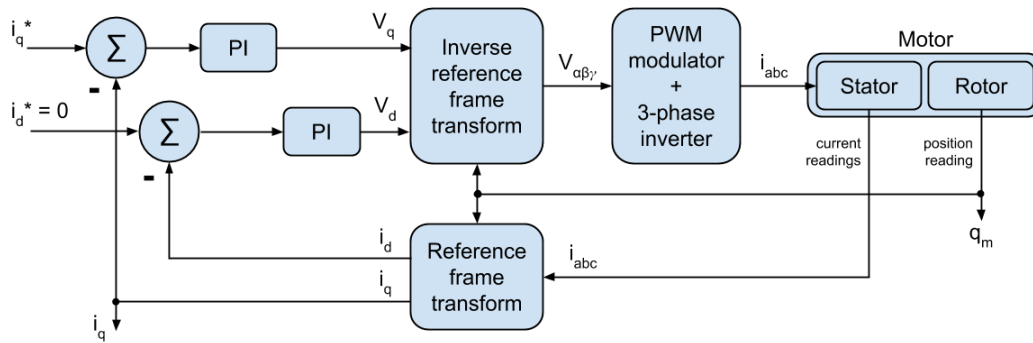 i_q*
Σ
PI
V_q
Inverse
reference
frame
transform
V_αβγ
PWM
modulator
+
3-phase
inverter
i_abc
Motor
Stator
Rotor
-
i_d* = 0
Σ
PI
V_d
-
current
readings
position
reading
q_m
i_d
i_q
Reference
frame
transform
i_abc
i_q